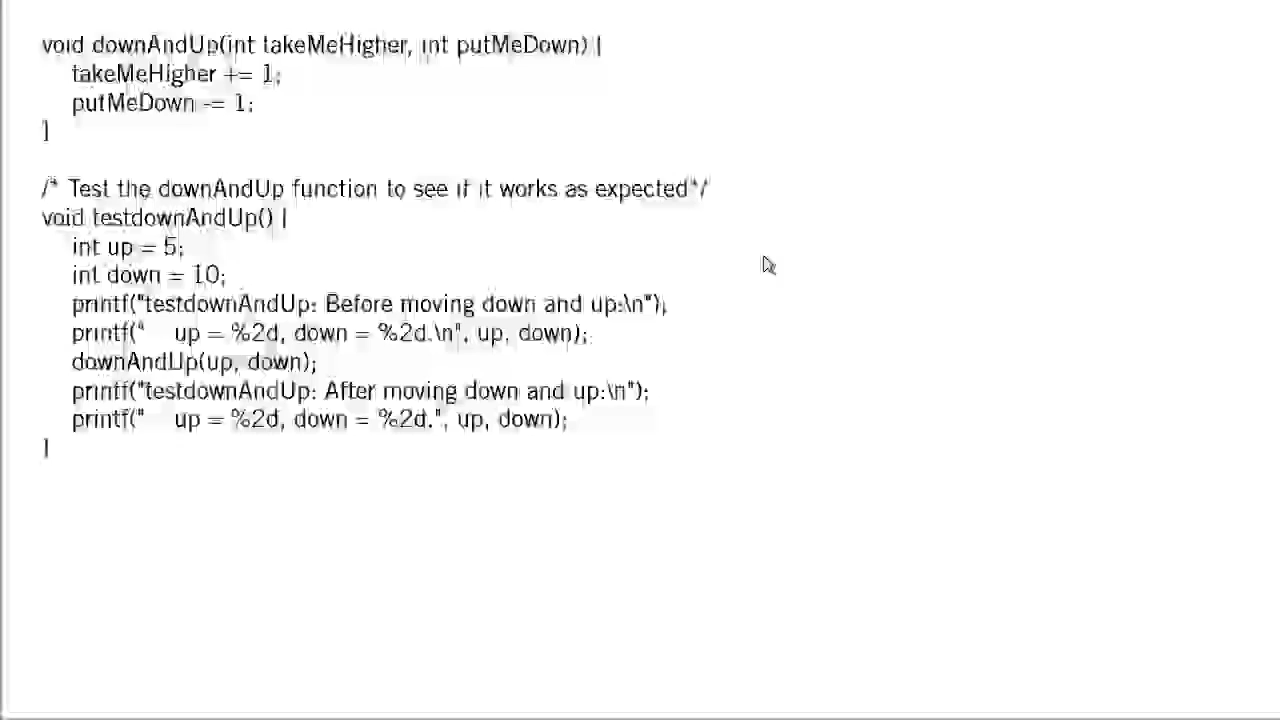 void downAndUp(int takeMeHigher, int putMeDown) {
takeMeHigher += 1;
putMeDown -= 1;
}
/* Test the downAndUp function to see if it works as expected*/
void testdownAndUp() {
int up = 5;
int down = 10;
printf("testdownAndUp: Before moving down and up:\n");
printf("    up = %2d, down = %2d.\n", up, down);
downAndUp(up, down);
printf("testdownAndUp: After moving down and up:\n");
printf("    up = %2d, down = %2d.", up, down);
}